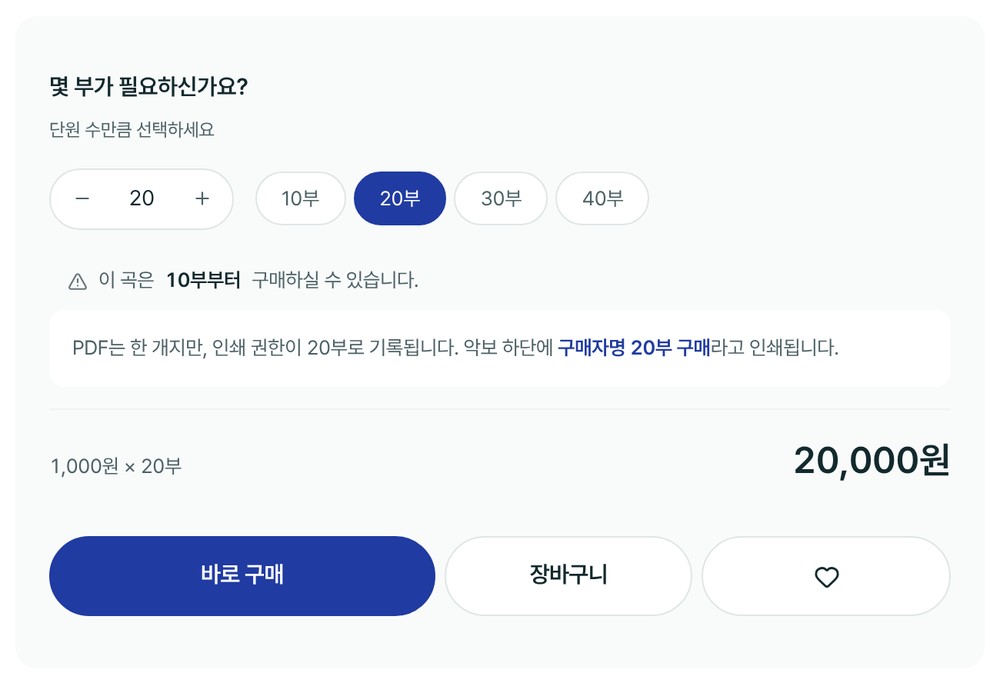 몇 부가 필요하신가요?
단원 수만큼 선택하세요
− 20 + 10부 20부 30부 40부
이 곡은 10부부터 구매하실 수 있습니다.
PDF는 한 개지만, 인쇄 권한이 20부로 기록됩니다. 악보 하단에 구매자명 20부 구매라고 인쇄됩니다.
1,000원 × 20부 20,000원
바로 구매 장바구니